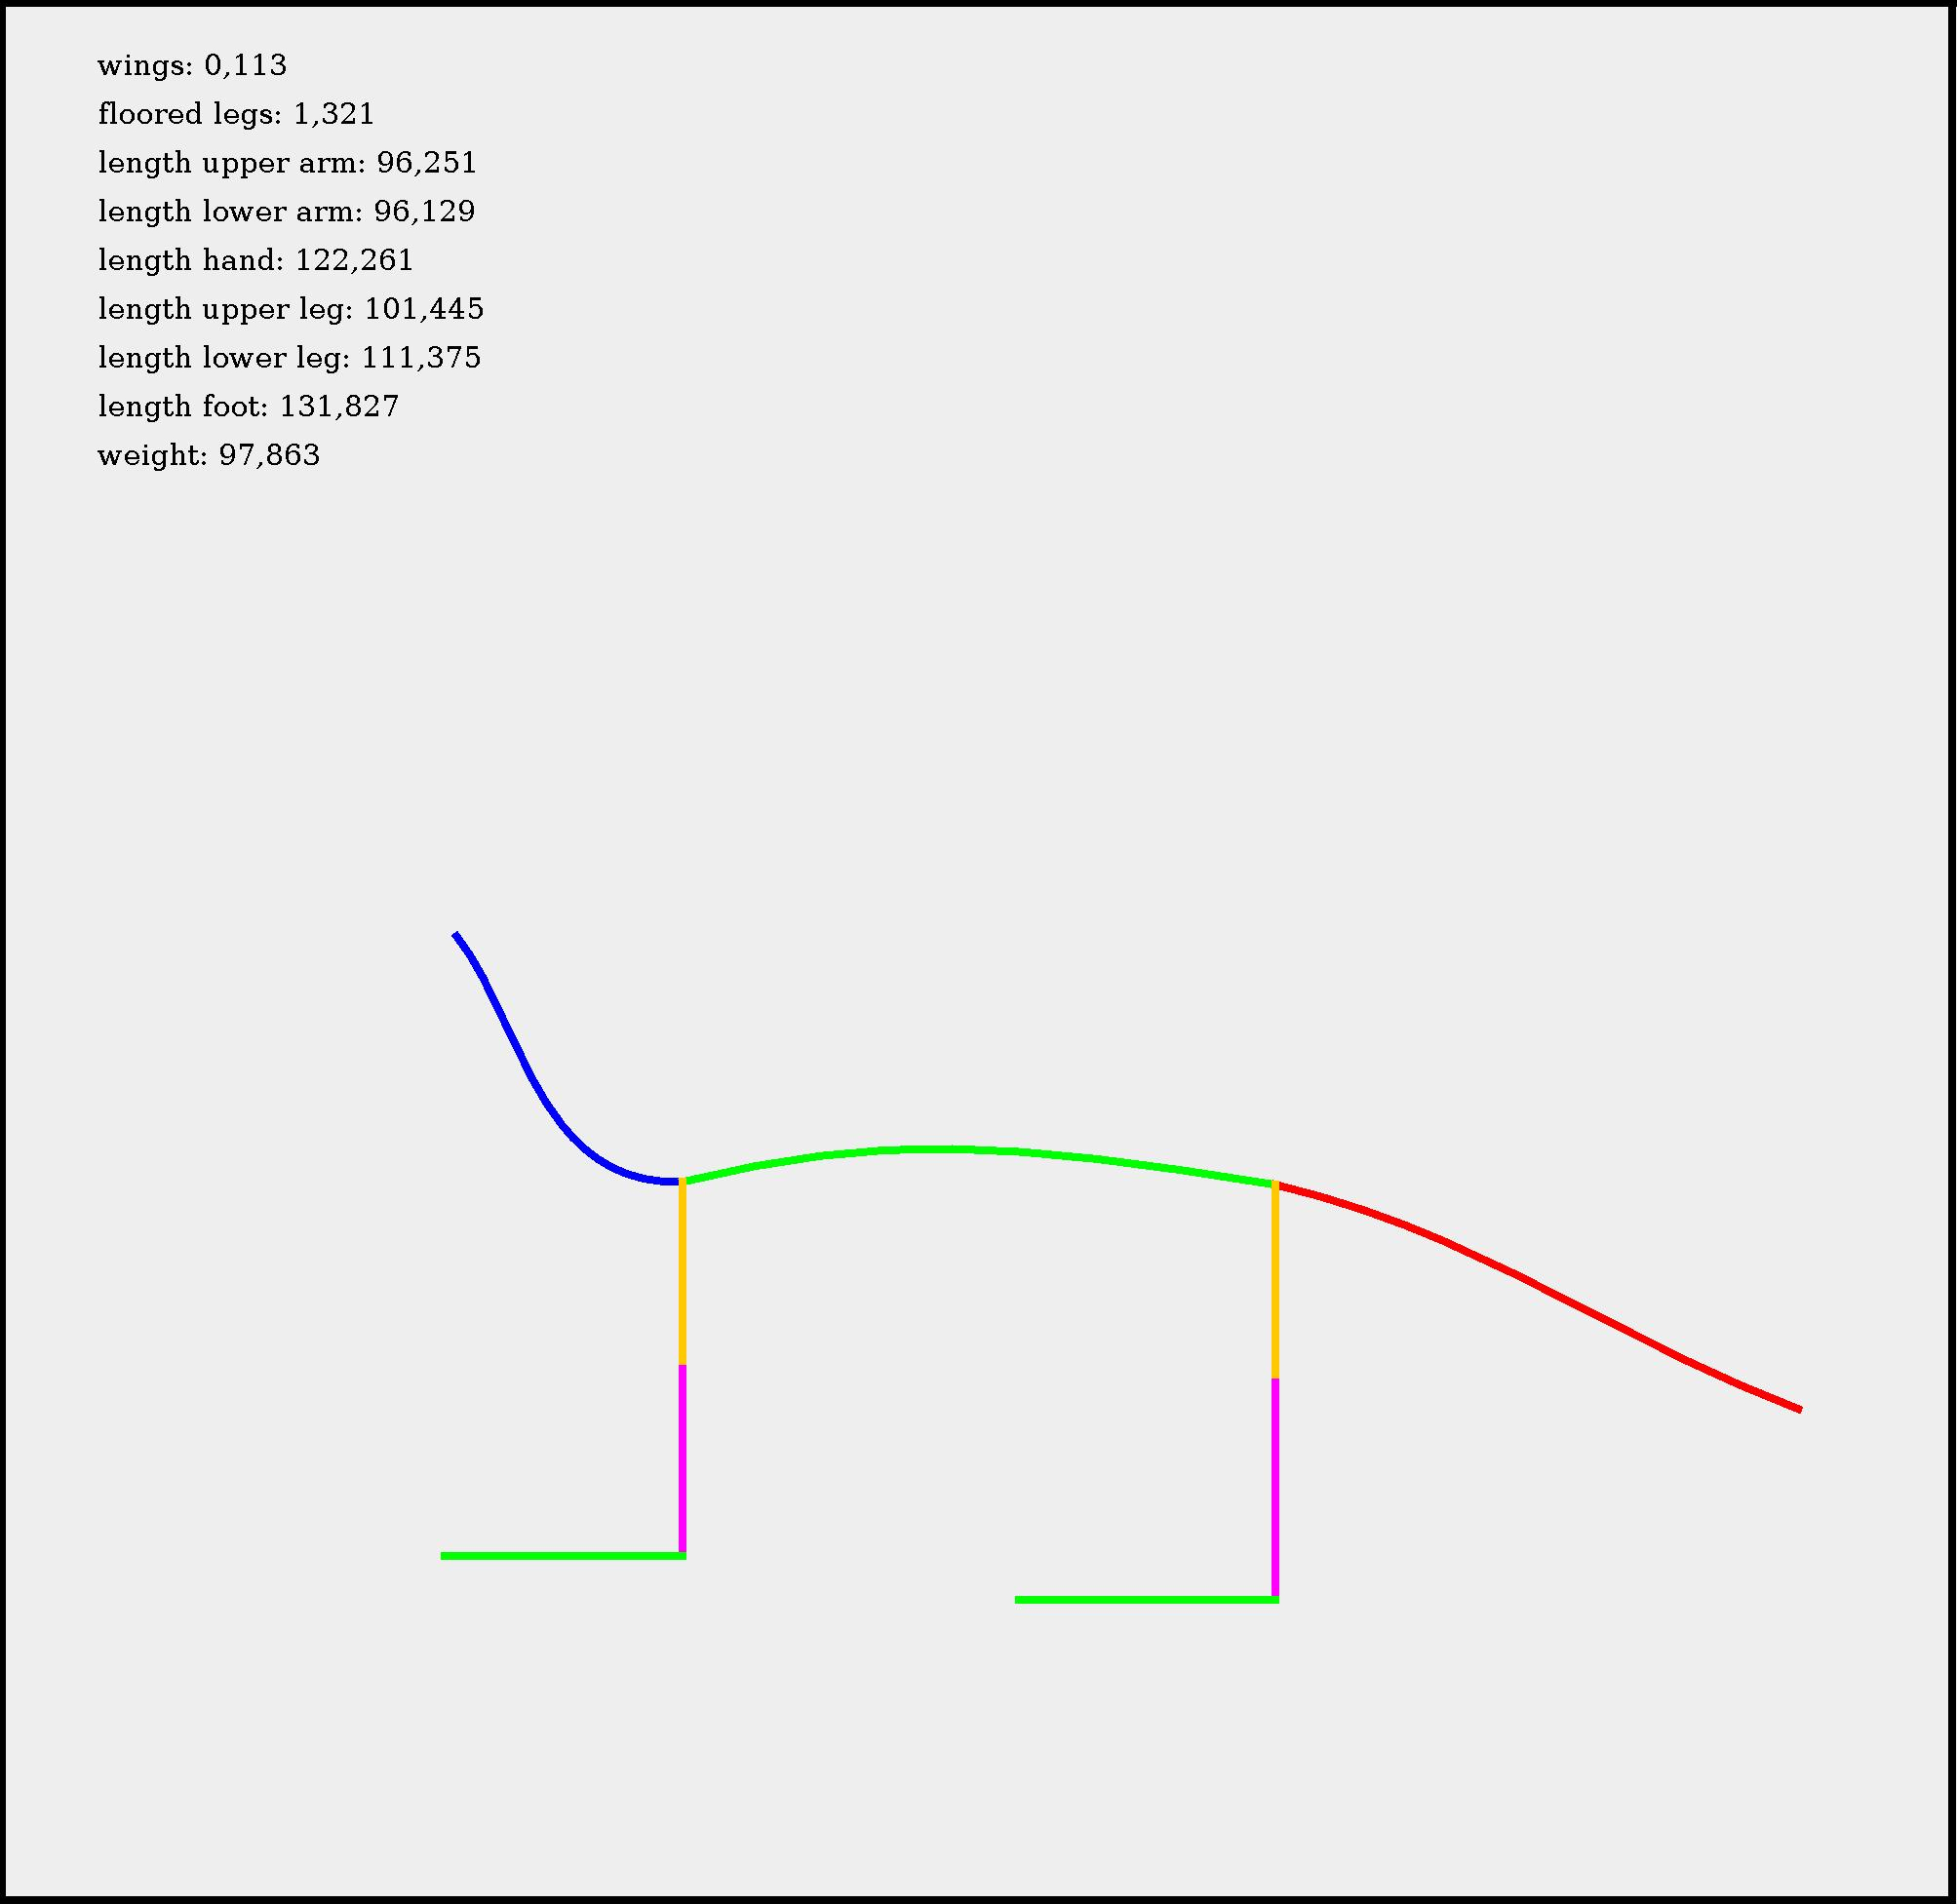 wings: 0,113
floored legs: 1,321
length upper arm: 96,251
length lower arm: 96,129
length hand: 122,261
length upper leg: 101,445
length lower leg: 111,375
length foot: 131,827
weight: 97,863